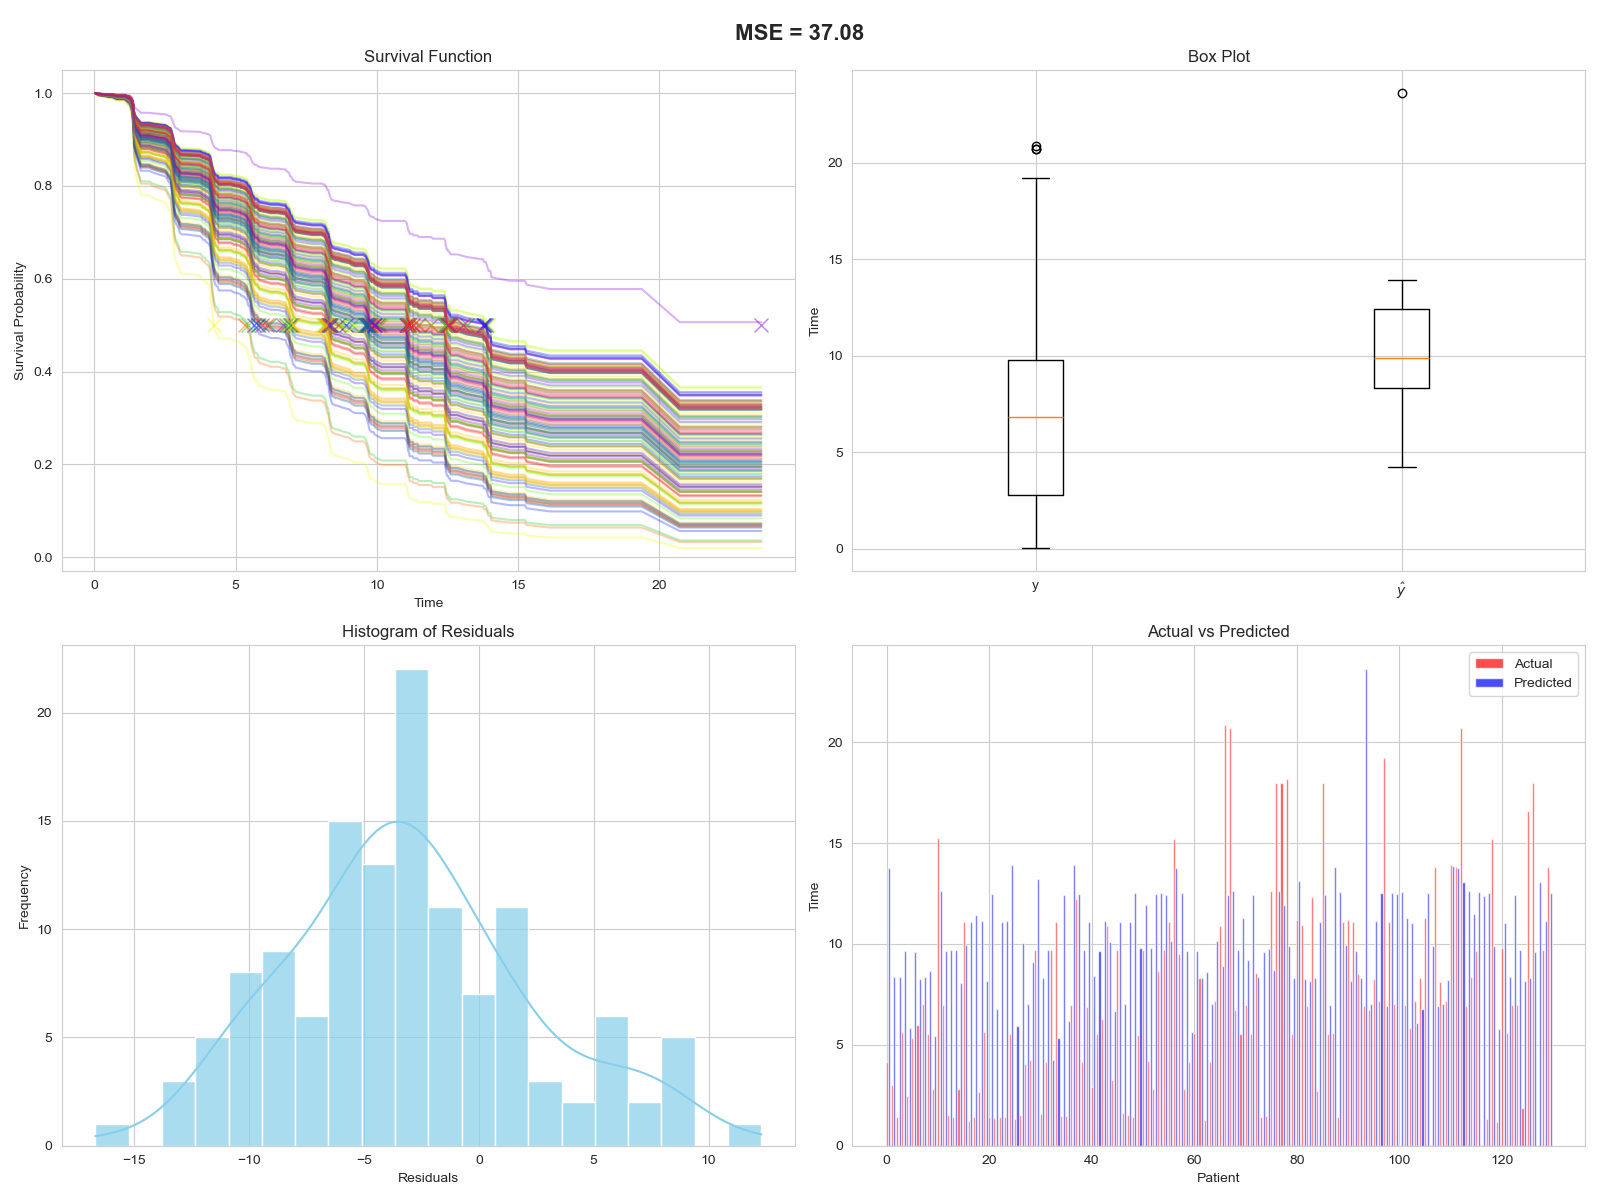 MSE = 37.08
Survival Function
Survival Probability
1.0
0.8
0.6
0.4
0.2
0.0
0 5 10 15 20
Time
Box Plot
Time
20
15
10
5
0
y ŷ
Histogram of Residuals
Frequency
20
15
10
5
0
−15 −10 −5 0 5 10
Residuals
Actual vs Predicted
Actual
Predicted
Time
20
15
10
5
0
0 20 40 60 80 100 120
Patient